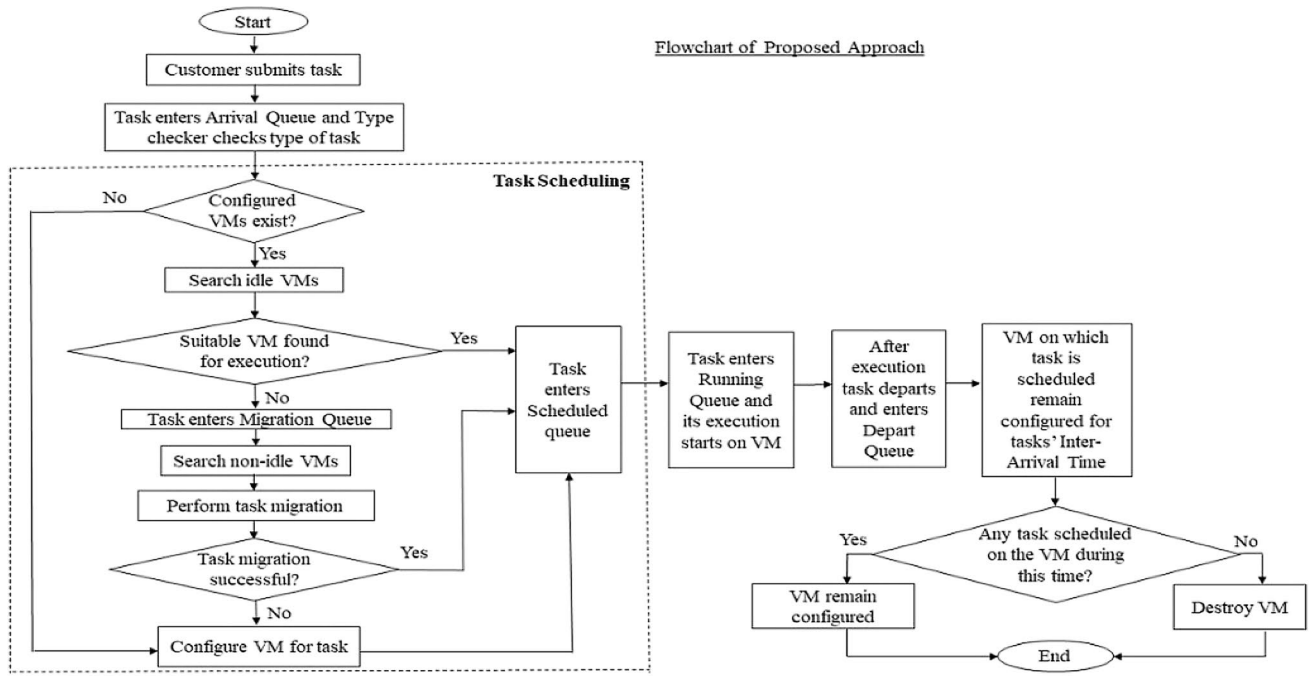 Start
Flowchart of Proposed Approach
Customer submits task
Task enters Arrival Queue and Type
checker checks type of task
Task Scheduling
No
Configured
VMs exist?
Yes
Search idle VMs
Suitable VM found
for execution?
Yes
No
Task enters Migration Queue
Search non-idle VMs
Perform task migration
Task migration
successful?
Yes
No
Configure VM for task
Task
enters
Scheduled
queue
Task enters
Running
Queue and
its execution
starts on VM
After
execution
task departs
and enters
Depart
Queue
VM on which
task is
scheduled
remain
configured for
tasks' Inter-
Arrival Time
Any task scheduled
on the VM during
this time?
Yes
No
VM remain
configured
Destroy VM
End